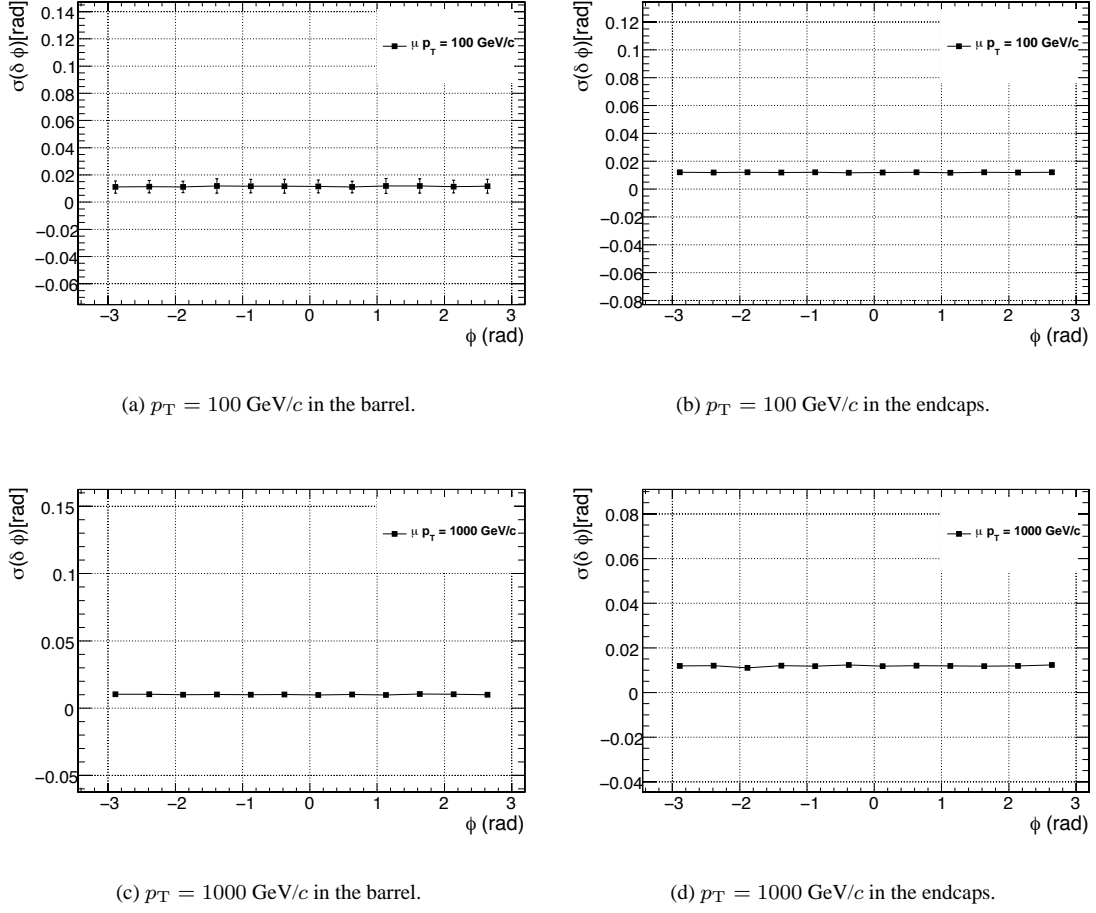 σ(δ φ)[rad]
0.14
0.12
0.1
0.08
0.06
0.04
0.02
0
−0.02
−0.04
−0.06
μ p_T = 100 GeV/c
−3 −2 −1 0 1 2 3
φ (rad)
(a) p_T = 100 GeV/c in the barrel.
σ(δ φ)[rad]
0.12
0.1
0.08
0.06
0.04
0.02
0
−0.02
−0.04
−0.06
−0.08
μ p_T = 100 GeV/c
−3 −2 −1 0 1 2 3
φ (rad)
(b) p_T = 100 GeV/c in the endcaps.
σ(δ φ)[rad]
0.15
0.1
0.05
0
−0.05
μ p_T = 1000 GeV/c
−3 −2 −1 0 1 2 3
φ (rad)
(c) p_T = 1000 GeV/c in the barrel.
σ(δ φ)[rad]
0.08
0.06
0.04
0.02
0
−0.02
−0.04
μ p_T = 1000 GeV/c
−3 −2 −1 0 1 2 3
φ (rad)
(d) p_T = 1000 GeV/c in the endcaps.